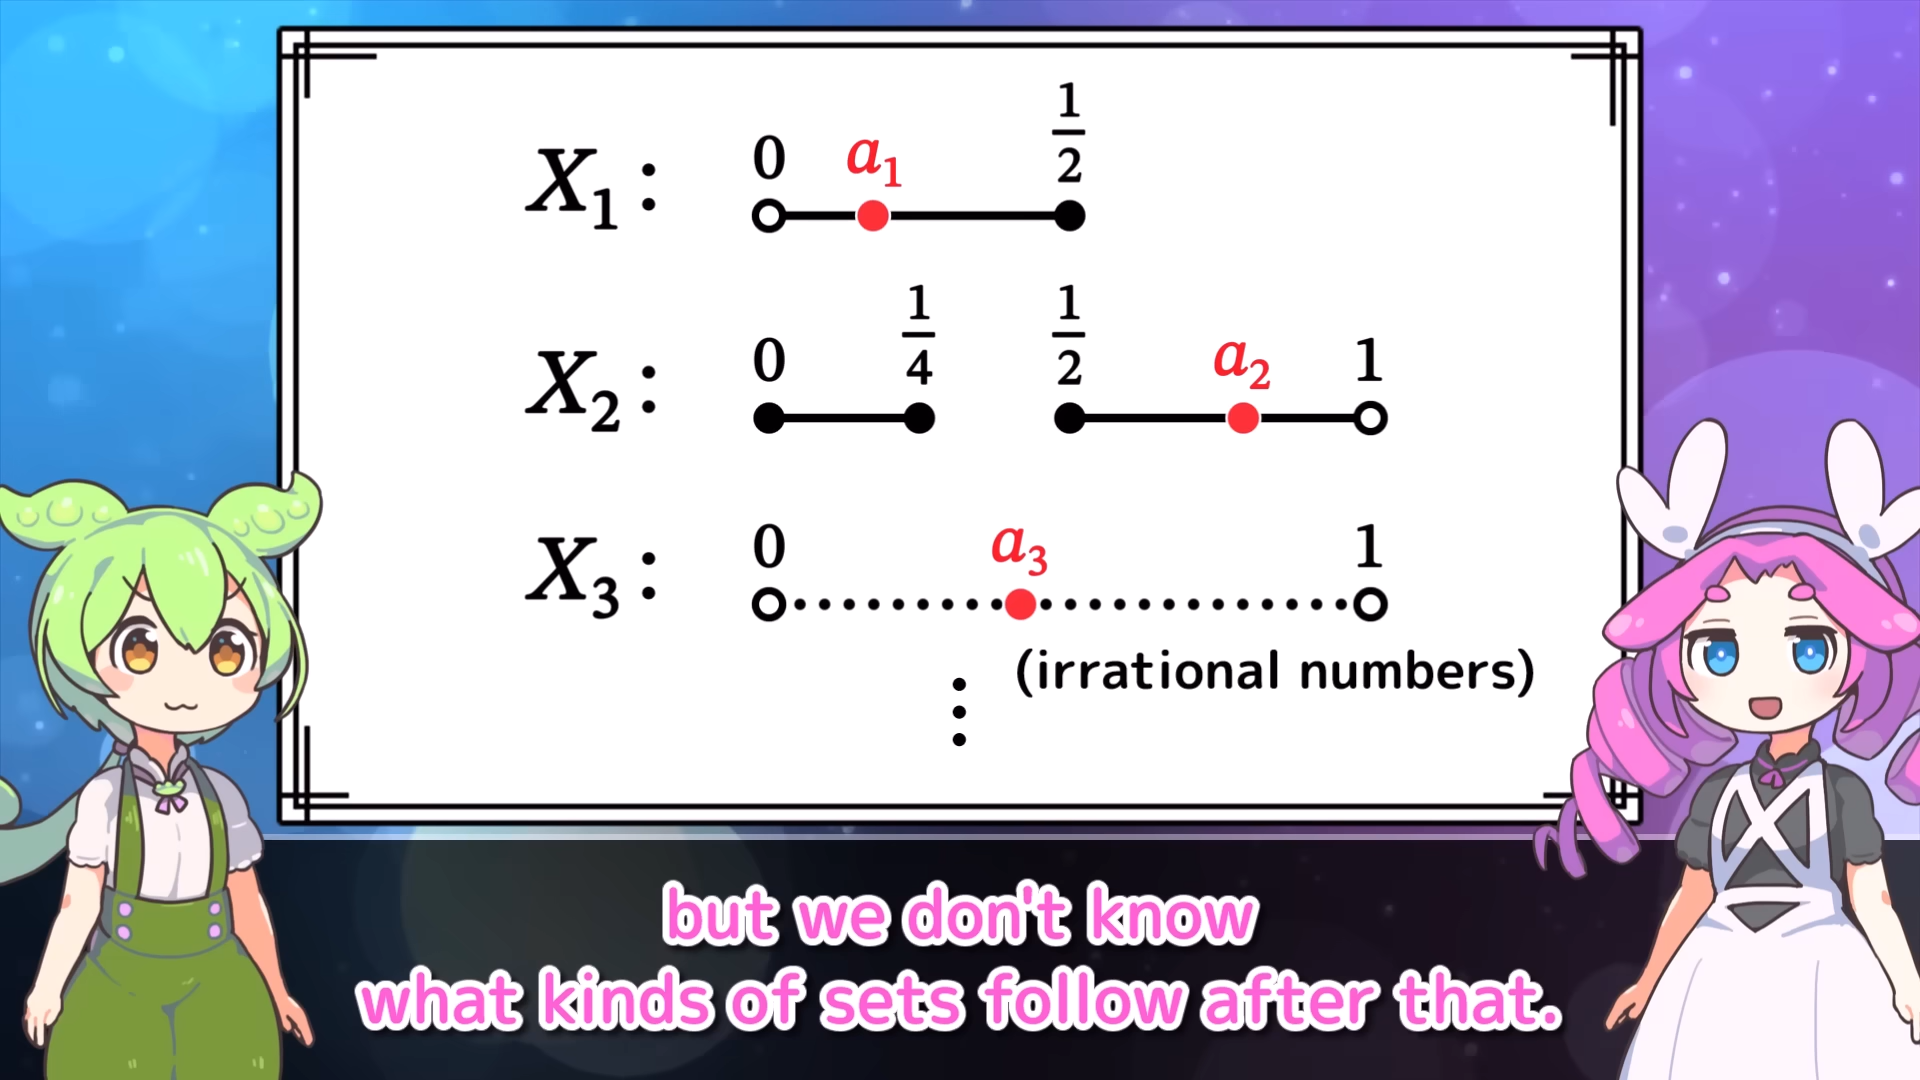 X₁ : 0 a₁ 1/2
X₂ : 0 1/4 1/2 a₂ 1
X₃ : 0 a₃ 1
(irrational numbers)
⋮
but we don't know
what kinds of sets follow after that.